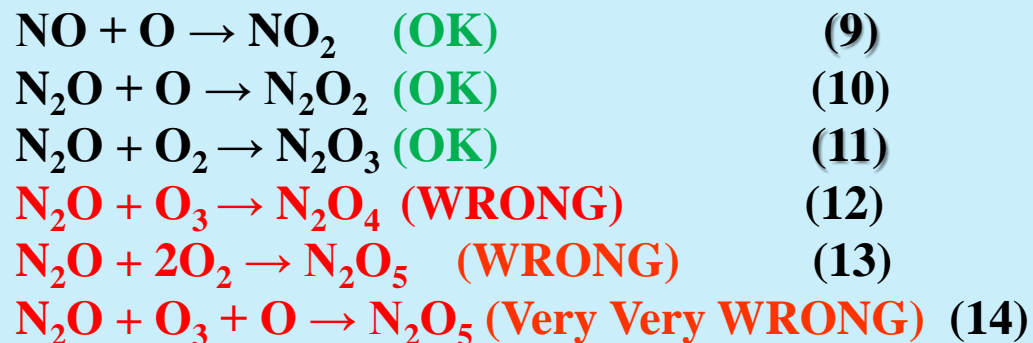 NO + O → NO₂ (OK) (9)
N₂O + O → N₂O₂ (OK) (10)
N₂O + O₂ → N₂O₃ (OK) (11)
N₂O + O₃ → N₂O₄ (WRONG) (12)
N₂O + 2O₂ → N₂O₅ (WRONG) (13)
N₂O + O₃ + O → N₂O₅ (Very Very WRONG) (14)